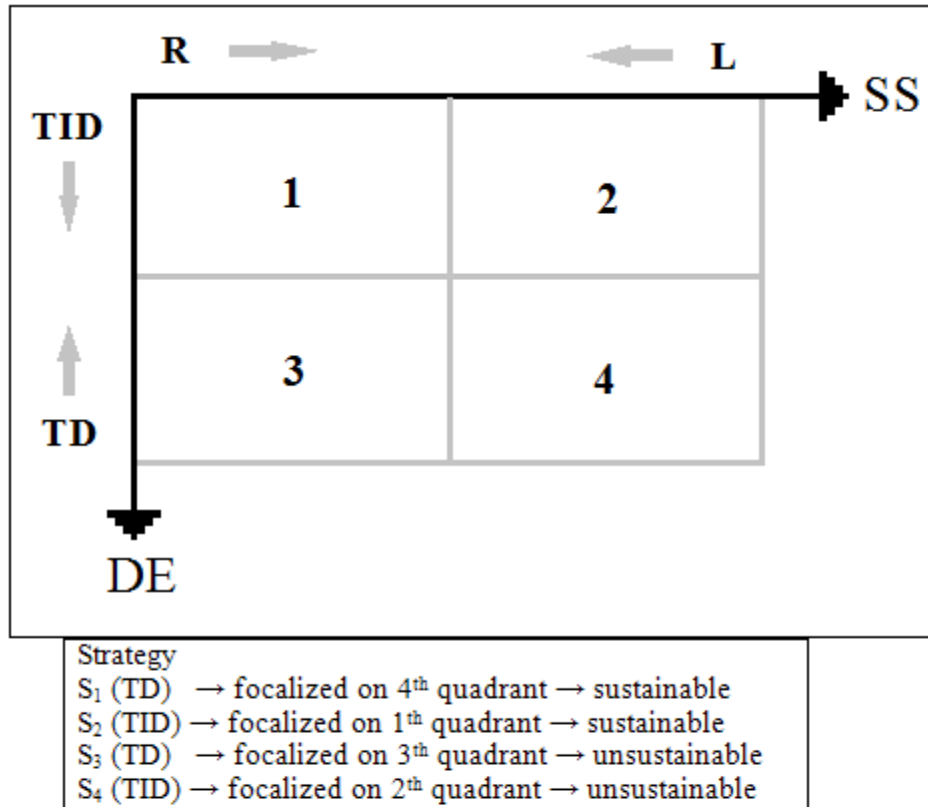 R L
SS
TID
1 2
3 4
TD
DE
Strategy
S₁ (TD) → focalized on 4th quadrant → sustainable
S₂ (TID) → focalized on 1th quadrant → sustainable
S₃ (TD) → focalized on 3th quadrant → unsustainable
S₄ (TID) → focalized on 2th quadrant → unsustainable